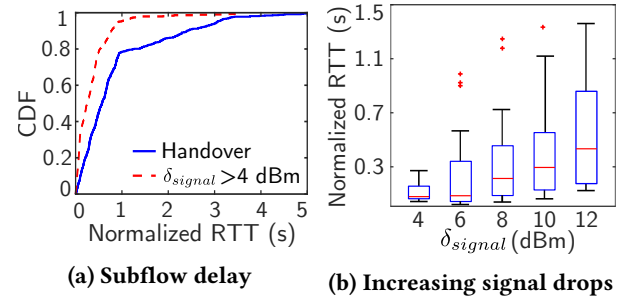 1
0.8
0.6
0.4
0.2
0
CDF
Handover
δsignal>4 dBm
0 1 2 3 4 5
Normalized RTT (s)
(a) Subflow delay
1.5
1.1
0.7
0.3
Normalized RTT (s)
4 6 8 10 12
δsignal(dBm)
(b) Increasing signal drops